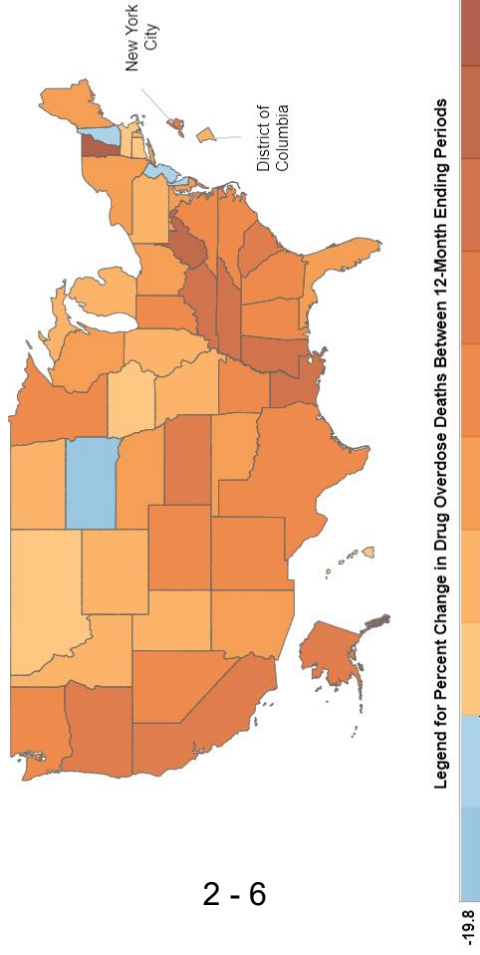 New York
City
District of
Columbia
Legend for Percent Change in Drug Overdose Deaths Between 12-Month Ending Periods
-19.8
2 - 6